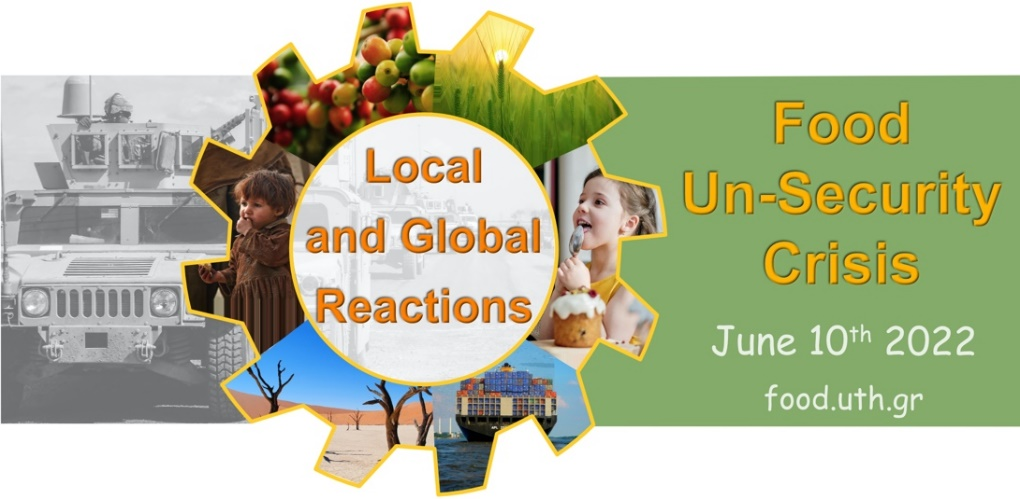 Local
and Global
Reactions
Food
Un-Security
Crisis
June 10th 2022
food.uth.gr